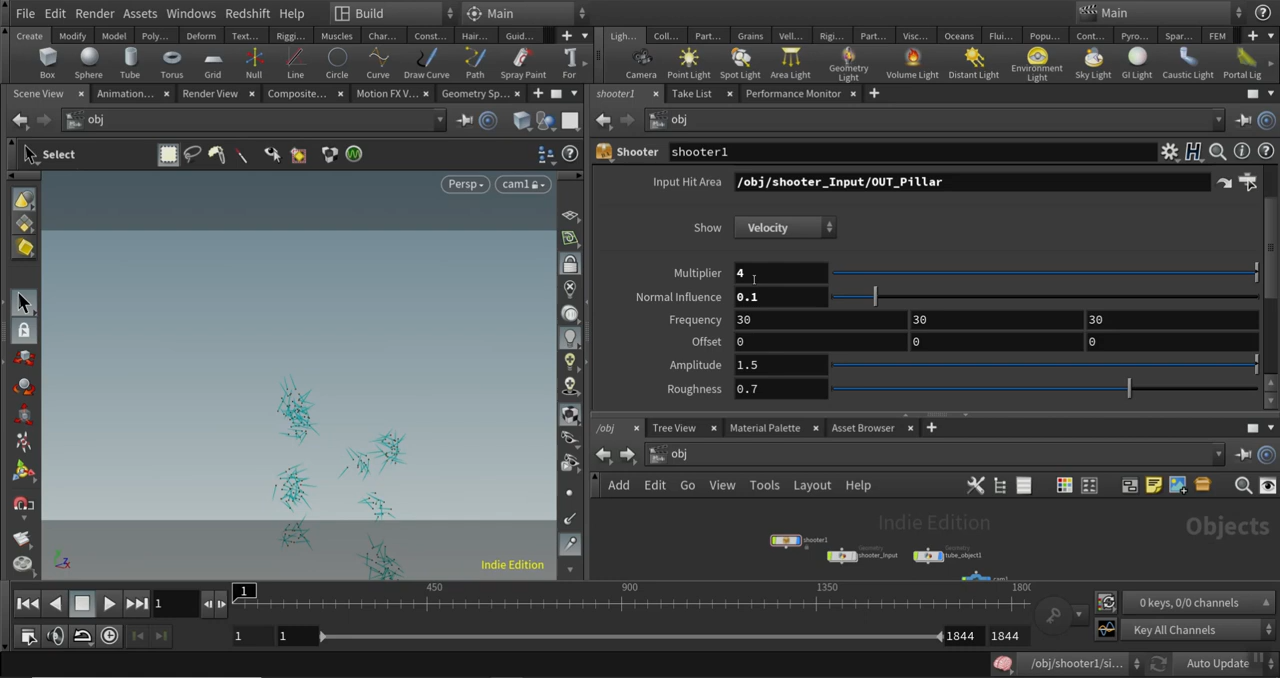 File Edit Render Assets Windows Redshift Help Build Main Main
Create Modify Model Poly... Deform Text... Riggi... Muscles Char... Const... Hair... Guid...
Ligh... Coll... Part... Grains Vell... Rigi... Part... Visc... Oceans Flui... Popu... Cont... Pyro... Spar... FEM
Box Sphere Tube Torus Grid Null Line Circle Curve Draw Curve Path Spray Paint For
Camera Point Light Spot Light Area Light Geometry Light Volume Light Distant Light Environment Light Sky Light GI Light Caustic Light Portal Lig
Scene View Animation... Render View Composite... Motion FX V... Geometry Sp...
shooter1 Take List Performance Monitor
obj
obj
Select
Persp cam1
Indie Edition
Shooter shooter1
Input Hit Area /obj/shooter_Input/OUT_Pillar
Show Velocity
Multiplier 4
Normal Influence 0.1
Frequency 30 30 30
Offset 0 0 0
Amplitude 1.5
Roughness 0.7
/obj Tree View Material Palette Asset Browser
obj
Add Edit Go View Tools Layout Help
Indie Edition Objects
shooter1
Geometry
shooter_Input
Geometry
tube_object1
cam1
1 1 450 900 1350 1800
0 keys, 0/0 channels
1 1 1844 1844
Key All Channels
/obj/shooter1/si... Auto Update